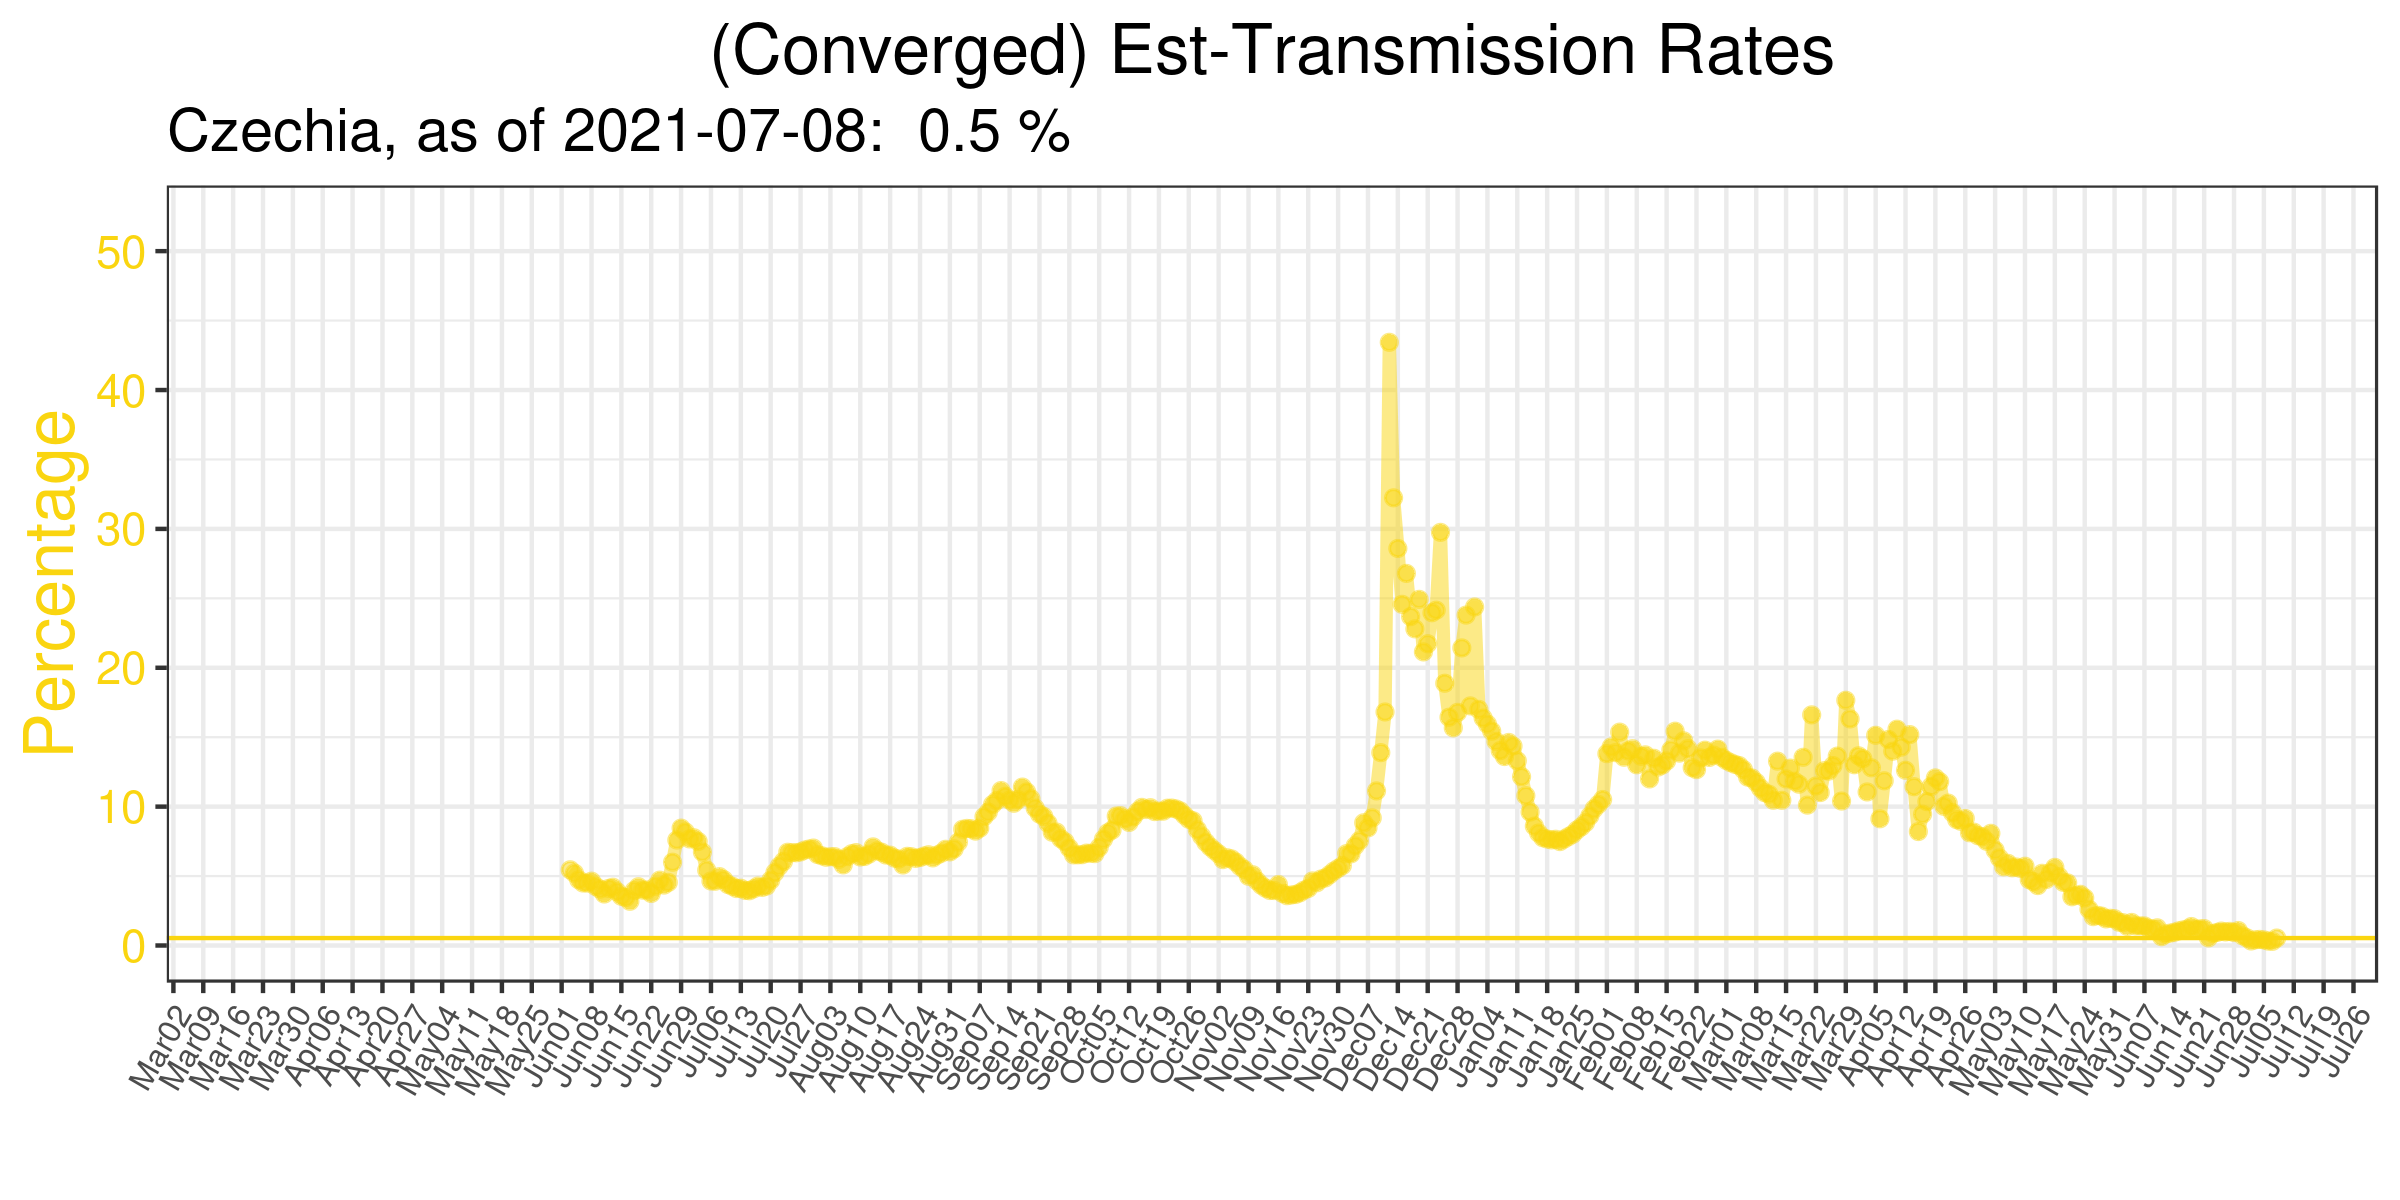 (Converged) Est-Transmission Rates
Czechia, as of 2021-07-08:  0.5 %
Percentage
50
40
30
20
10
0
Mar02
Mar09
Mar16
Mar23
Mar30
Apr06
Apr13
Apr20
Apr27
May04
May11
May18
May25
Jun01
Jun08
Jun15
Jun22
Jun29
Jul06
Jul13
Jul20
Jul27
Aug03
Aug10
Aug17
Aug24
Aug31
Sep07
Sep14
Sep21
Sep28
Oct05
Oct12
Oct19
Oct26
Nov02
Nov09
Nov16
Nov23
Nov30
Dec07
Dec14
Dec21
Dec28
Jan04
Jan11
Jan18
Jan25
Feb01
Feb08
Feb15
Feb22
Mar01
Mar08
Mar15
Mar22
Mar29
Apr05
Apr12
Apr19
Apr26
May03
May10
May17
May24
May31
Jun07
Jun14
Jun21
Jun28
Jul05
Jul12
Jul19
Jul26